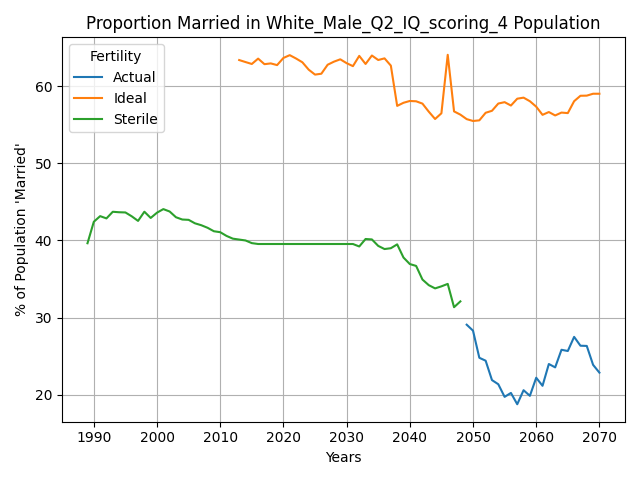 Proportion Married in White_Male_Q2_IQ_scoring_4 Population
% of Population 'Married'
Fertility
Actual
Ideal
Sterile
60
50
40
30
20
1990 2000 2010 2020 2030 2040 2050 2060 2070
Years